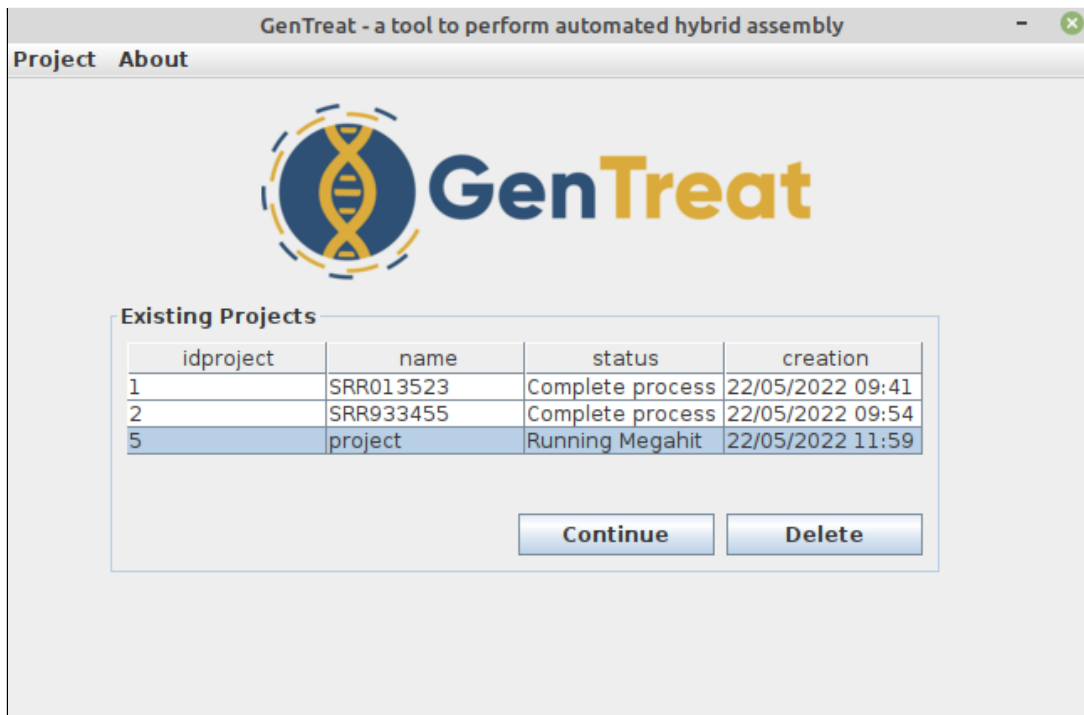 GenTreat - a tool to perform automated hybrid assembly
Project About
GenTreat
Existing Projects
idproject name status creation
1 SRR013523 Complete process 22/05/2022 09:41
2 SRR933455 Complete process 22/05/2022 09:54
5 project Running Megahit 22/05/2022 11:59
Continue Delete